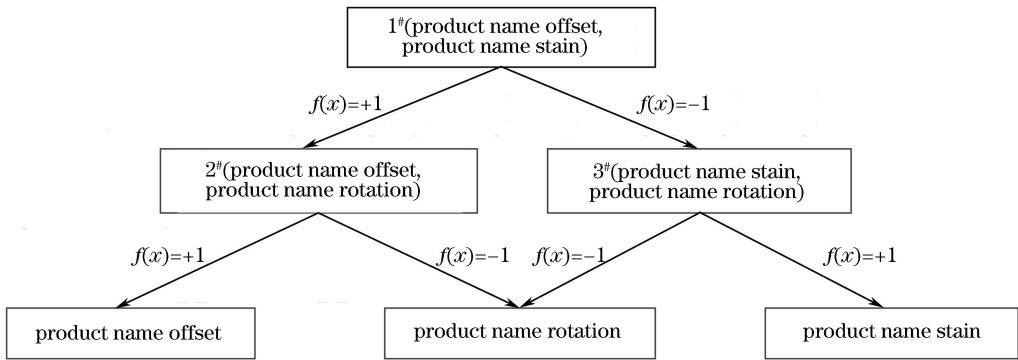 1#(product name offset,
product name stain)
f(x)=+1
f(x)=−1
2#(product name offset,
product name rotation)
3#(product name stain,
product name rotation)
f(x)=+1
f(x)=−1
f(x)=−1
f(x)=+1
product name offset
product name rotation
product name stain